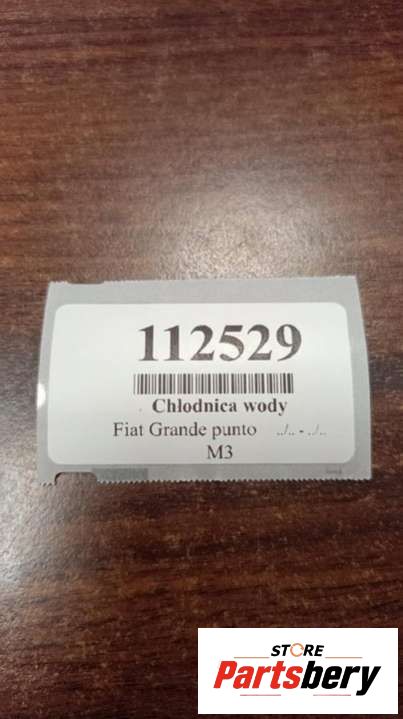 112529
Chłodnica wody
Fiat Grande punto ../.. - ../..
M3
STORE
Partsbery